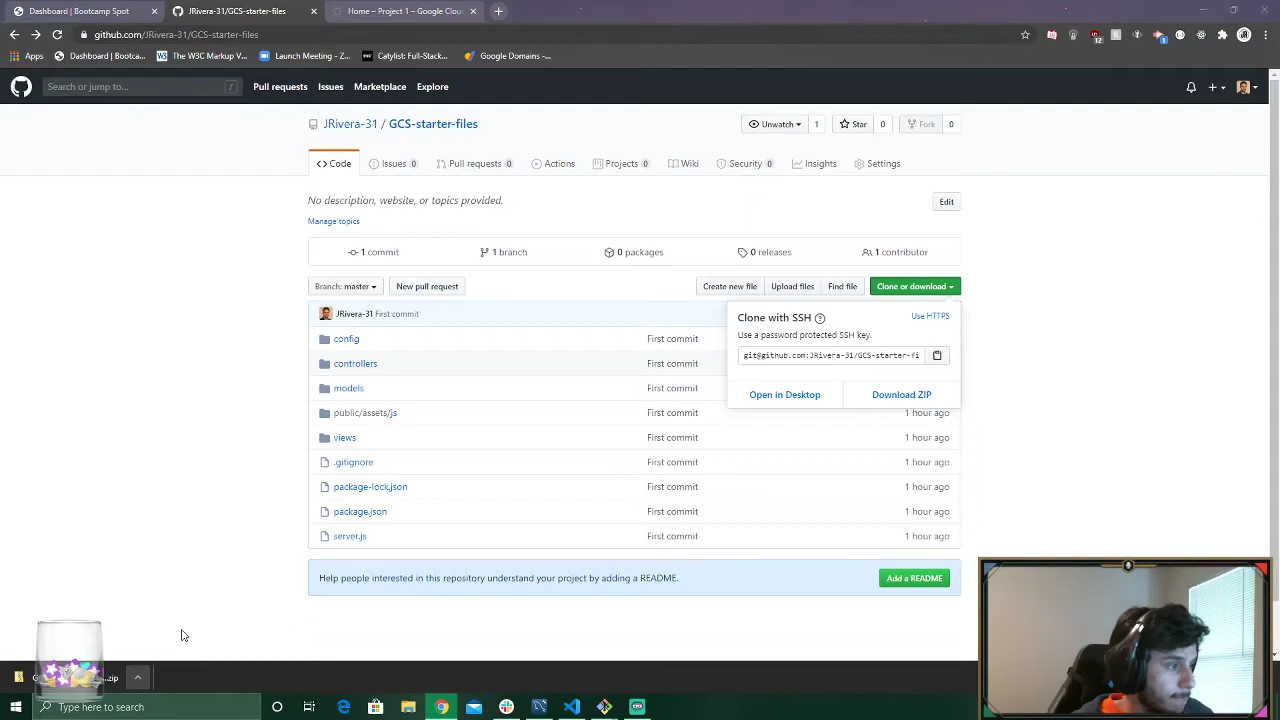 Dashboard | Bootcamp Spot
JRivera-31/GCS-starter-files
Home – Project 1 – Google Clou
github.com/JRivera-31/GCS-starter-files
12
1
Apps
Dashboard | Bootca...
The W3C Markup V...
Launch Meeting - Z...
Catylist: Full-Stack...
Google Domains -...
Search or jump to...
/
Pull requests
Issues
Marketplace
Explore
JRivera-31 / GCS-starter-files
Unwatch
1
Star
0
Fork
0
Code
Issues 0
Pull requests 0
Actions
Projects 0
Wiki
Security 0
Insights
Settings
No description, website, or topics provided.
Edit
Manage topics
1 commit
1 branch
0 packages
0 releases
1 contributor
Branch: master
New pull request
Create new file
Upload files
Find file
Clone or download
JRivera-31 First commit
Clone with SSH
Use HTTPS
Use a password protected SSH key.
git@github.com:JRivera-31/GCS-starter-fi
Open in Desktop
Download ZIP
config First commit
controllers First commit
models First commit
public/assets/js First commit 1 hour ago
views First commit 1 hour ago
.gitignore First commit 1 hour ago
package-lock.json First commit 1 hour ago
package.json First commit 1 hour ago
server.js First commit 1 hour ago
Help people interested in this repository understand your project by adding a README.
Add a README
Type here to search